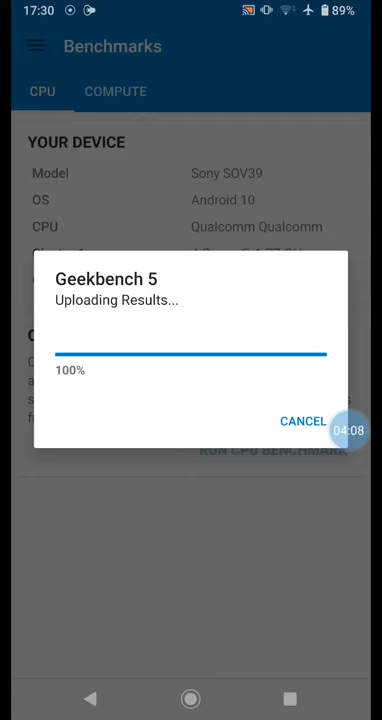 17:30
89%
Benchmarks
CPU COMPUTE
YOUR DEVICE
Model Sony SOV39
OS Android 10
CPU Qualcomm Qualcomm
Geekbench 5
Uploading Results...
100%
CANCEL
04:08
RUN CPU BENCHMARK